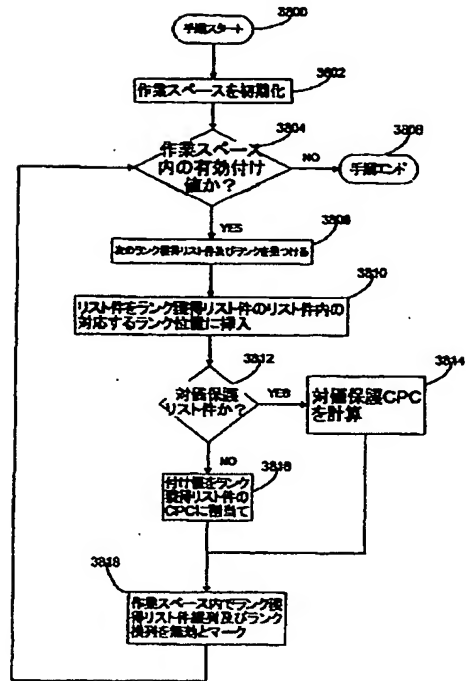 3800
手順スタート
3802
作業スペースを初期化
3804
作業スペース
内の有効付け
値か?
NO
3808
手順エンド
YES
3806
次のランク獲得リスト件及びランクを見つける
3810
リスト件をランク獲得リスト件のリスト件内の
対応するランク位置に挿入
3812
対価保護
リスト件か?
YES
3814
対価保護CPC
を計算
NO
3816
付け値をランク
獲得リスト件の
CPCに割当て
3818
作業スペース内でランク獲
得リスト件縦列及びランク
横列を無効とマーク